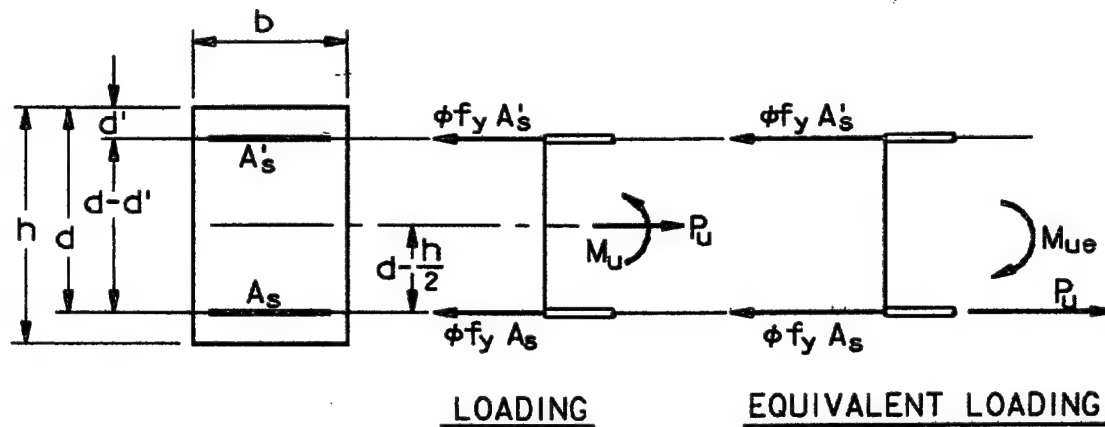 b
d'
A's
d-d'
h
d
d-h/2
As
φfy A's
Mu
Pu
φfy As
LOADING
φfy A's
Mue
Pu
φfy As
EQUIVALENT LOADING